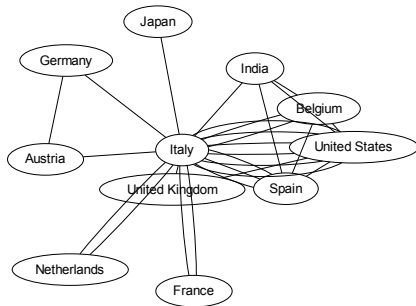 Japan
Germany
India
Belgium
Italy
United States
Austria
United Kingdom
Spain
Netherlands
France